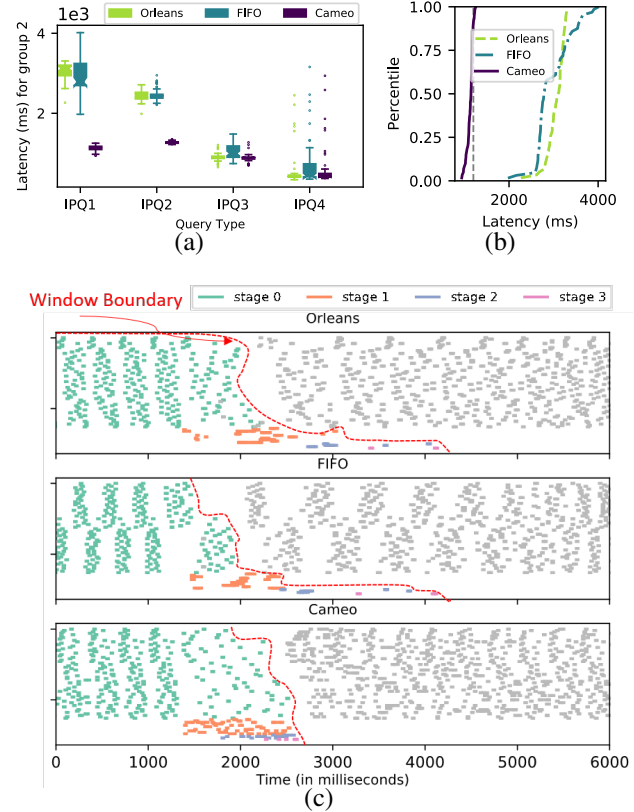 1e3
Orleans FIFO Cameo
Latency (ms) for group 2
4
2
IPQ1 IPQ2 IPQ3 IPQ4
Query Type
(a)
Percentile
1.00
0.75
0.50
0.25
0.00
Orleans
FIFO
Cameo
2000 4000
Latency (ms)
(b)
Window Boundary
stage 0 stage 1 stage 2 stage 3
Orleans
FIFO
Cameo
0 1000 2000 3000 4000 5000 6000
Time (in milliseconds)
(c)